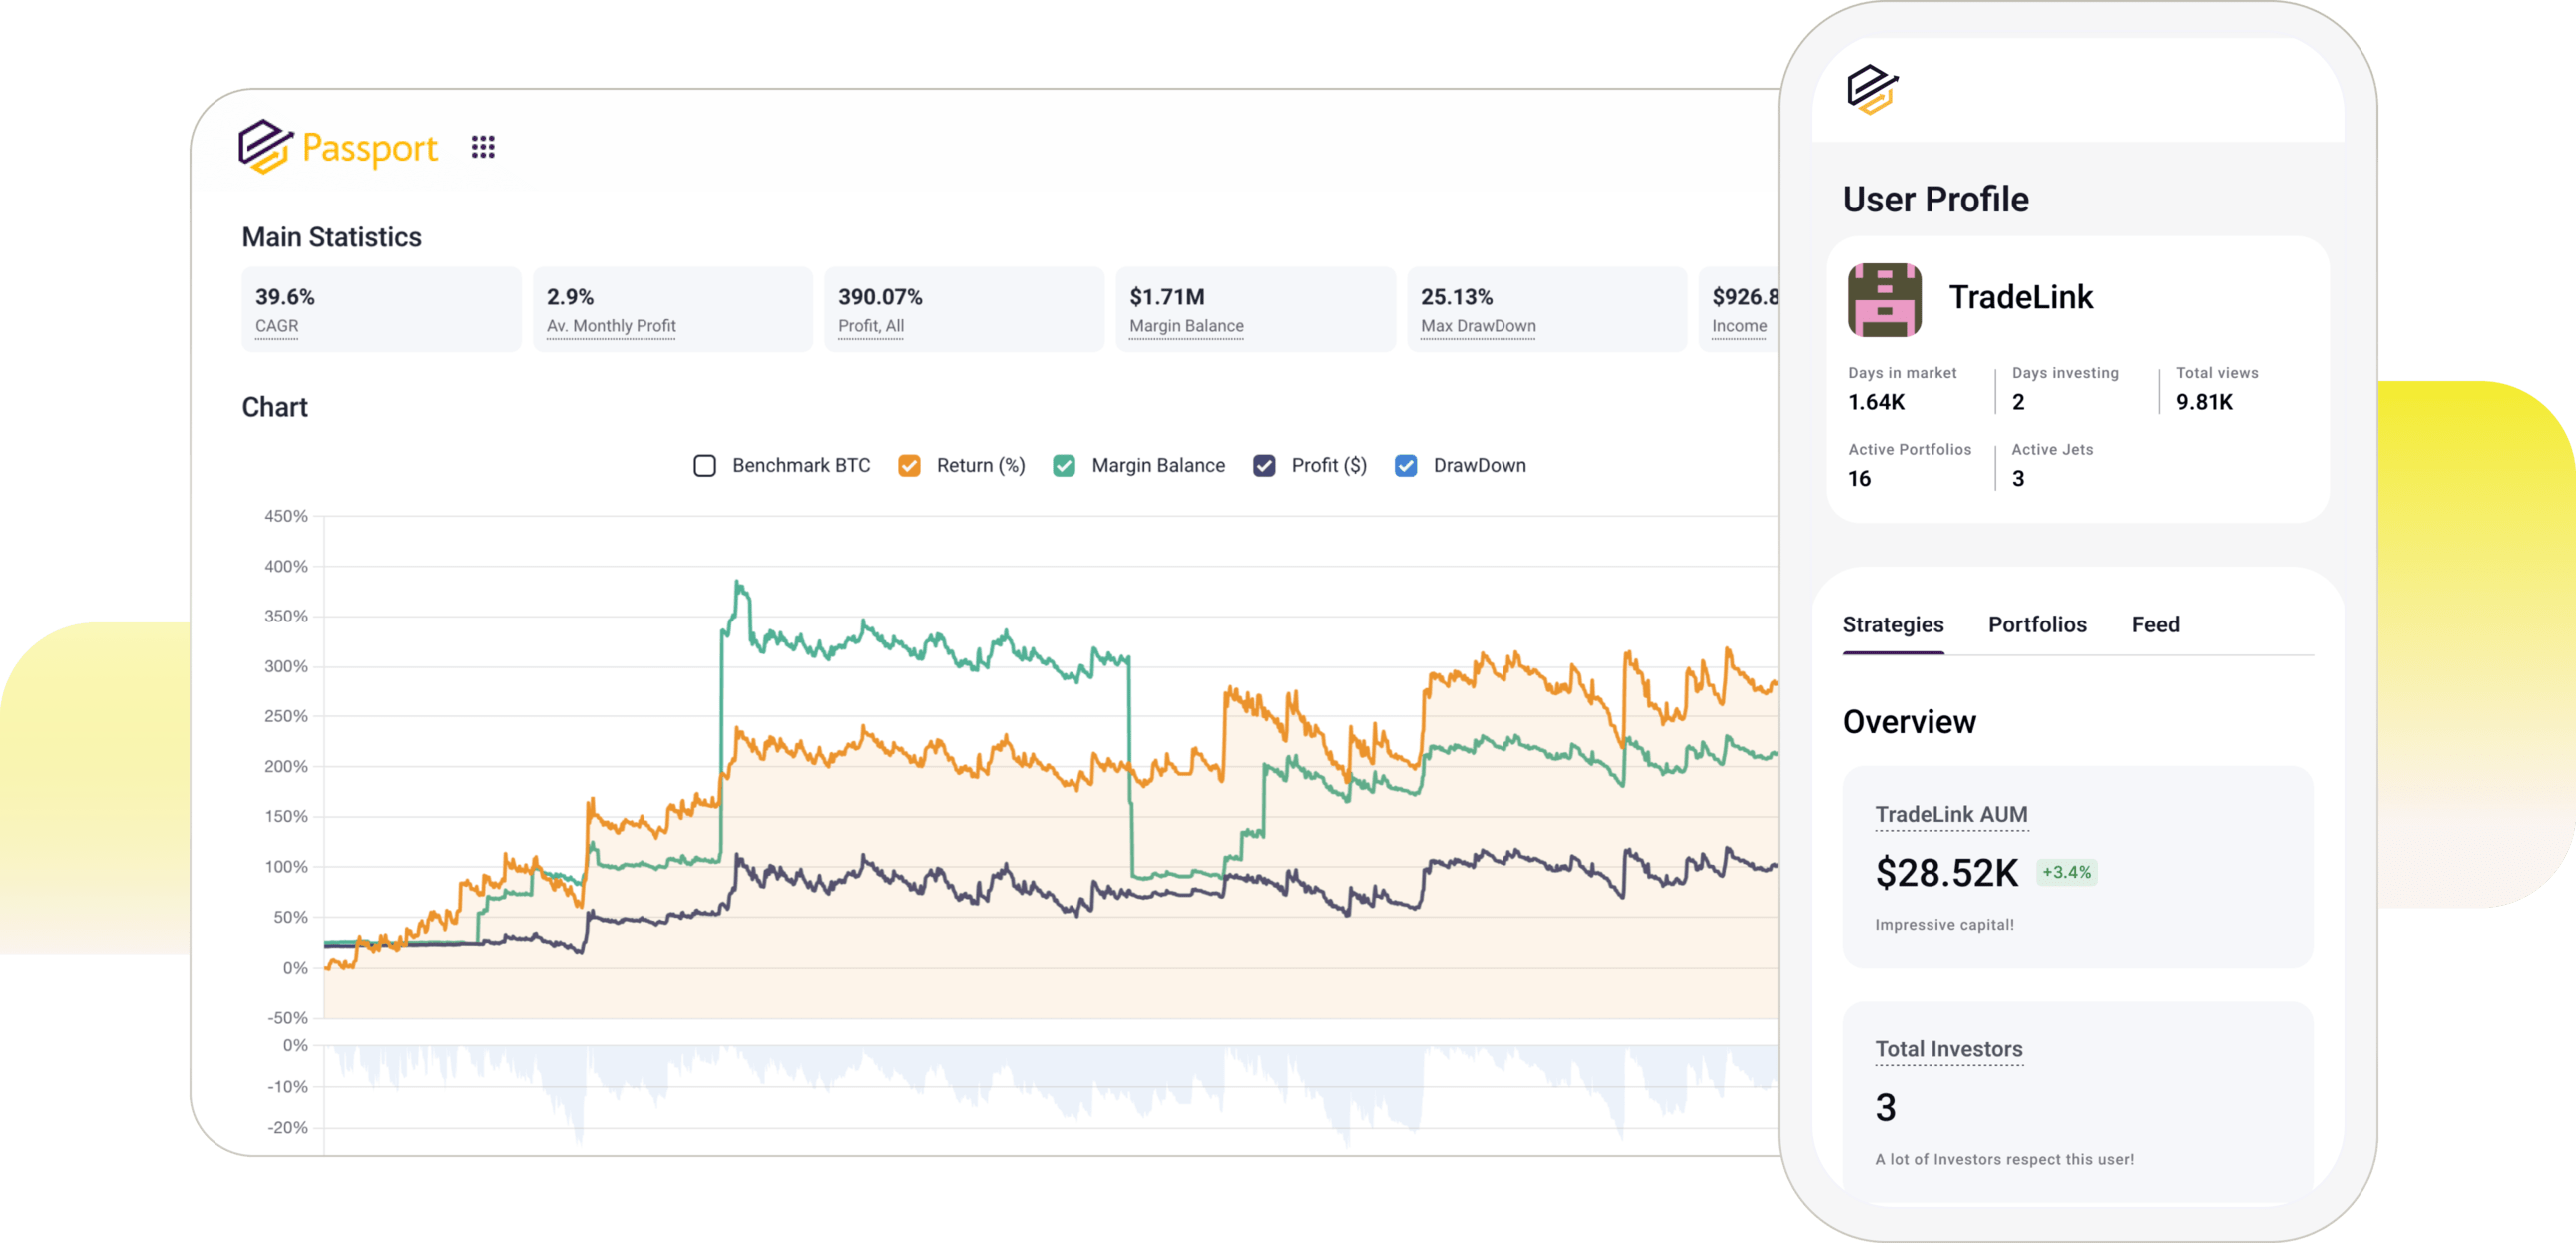 Passport
Main Statistics
39.6%
CAGR
2.9%
Av. Monthly Profit
390.07%
Profit, All
$1.71M
Margin Balance
25.13%
Max DrawDown
$926.8
Income
Chart
Benchmark BTC
Return (%)
Margin Balance
Profit ($)
DrawDown
450%
400%
350%
300%
250%
200%
150%
100%
50%
0%
-50%
0%
-10%
-20%
User Profile
TradeLink
Days in market
1.64K
Days investing
2
Total views
9.81K
Active Portfolios
16
Active Jets
3
Strategies
Portfolios
Feed
Overview
TradeLink AUM
$28.52K +3.4%
Impressive capital!
Total Investors
3
A lot of Investors respect this user!